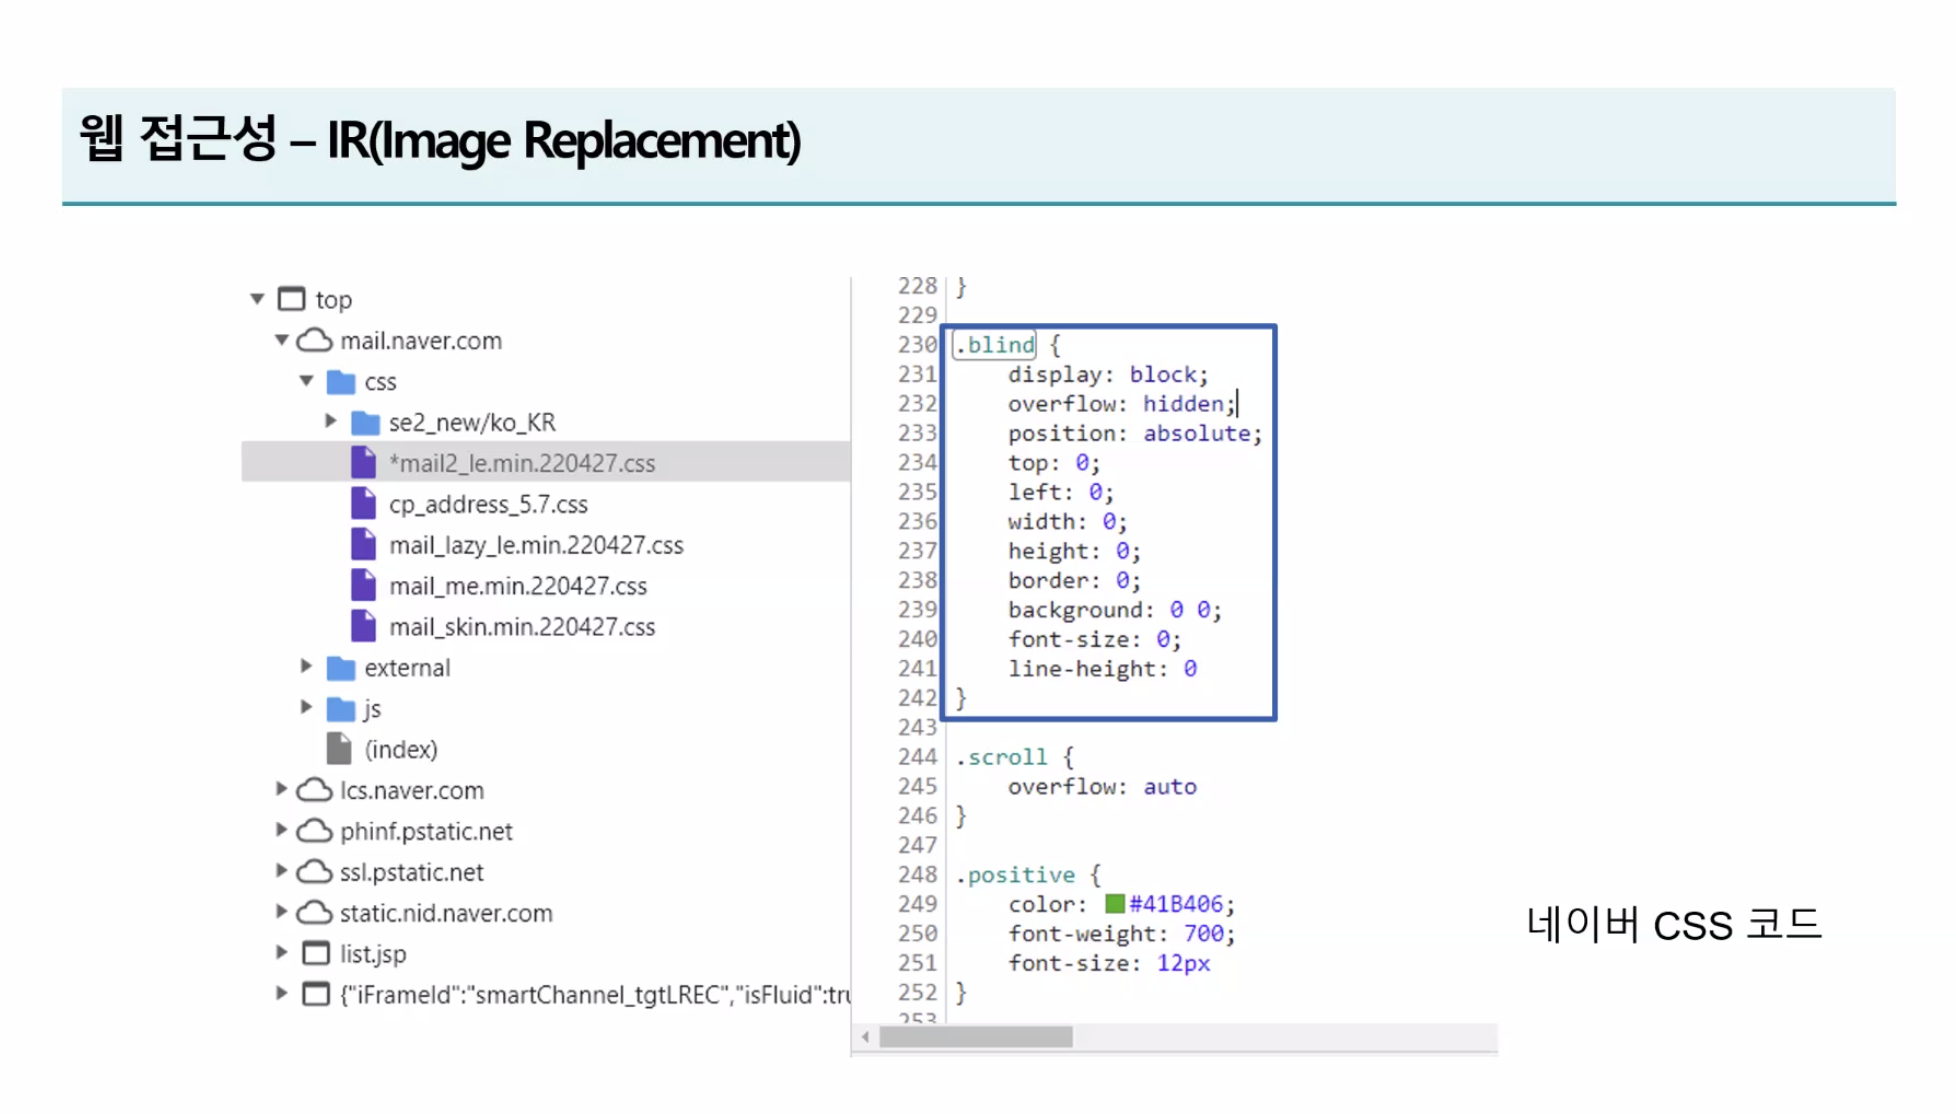 웹 접근성 – IR(Image Replacement)
top
mail.naver.com
css
se2_new/ko_KR
*mail2_le.min.220427.css
cp_address_5.7.css
mail_lazy_le.min.220427.css
mail_me.min.220427.css
mail_skin.min.220427.css
external
js
(index)
lcs.naver.com
phinf.pstatic.net
ssl.pstatic.net
static.nid.naver.com
list.jsp
{"iFrameId":"smartChannel_tgtLREC","isFluid":tru
228 }
229
230 .blind {
231 display: block;
232 overflow: hidden;
233 position: absolute;
234 top: 0;
235 left: 0;
236 width: 0;
237 height: 0;
238 border: 0;
239 background: 0 0;
240 font-size: 0;
241 line-height: 0
242 }
243
244 .scroll {
245 overflow: auto
246 }
247
248 .positive {
249 color: #41B406;
250 font-weight: 700;
251 font-size: 12px
252 }
253
네이버 CSS 코드